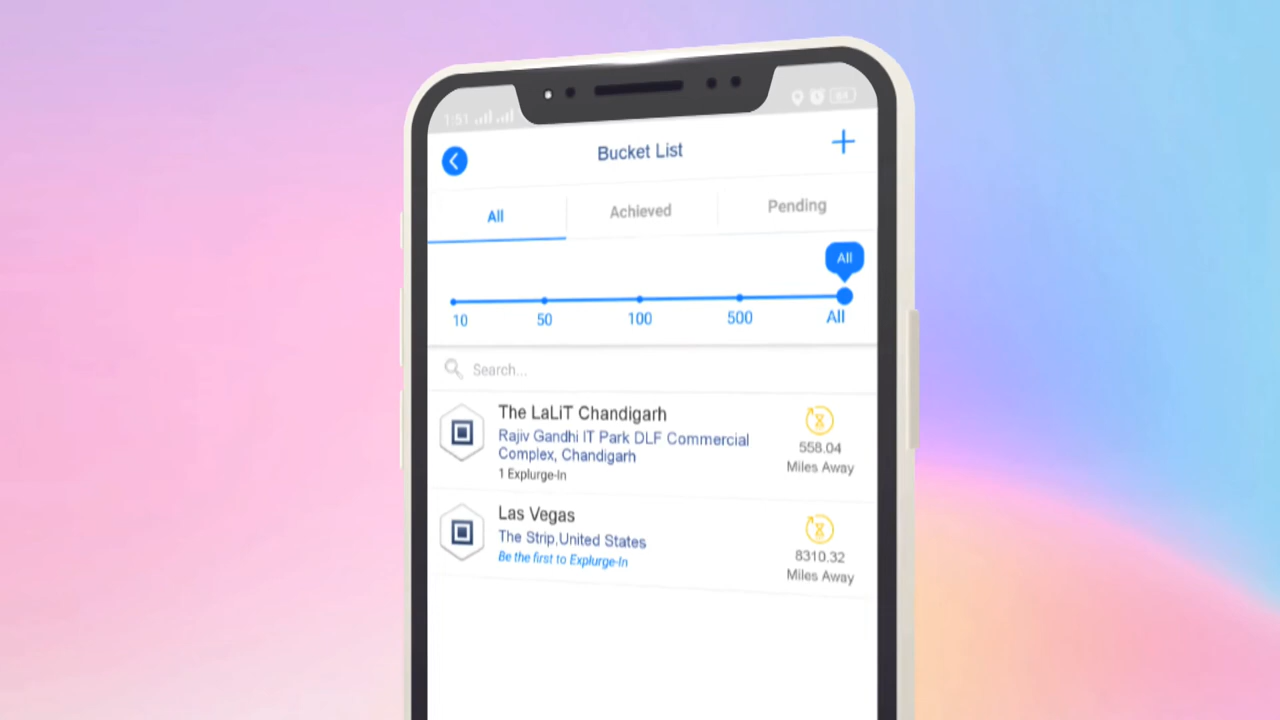 1:51
Bucket List
All
Achieved
Pending
All
10
50
100
500
All
Search...
The LaLiT Chandigarh
Rajiv Gandhi IT Park DLF Commercial
Complex, Chandigarh
1 Explurge-In
558.04
Miles Away
Las Vegas
The Strip,United States
Be the first to Explurge-In
8310.32
Miles Away